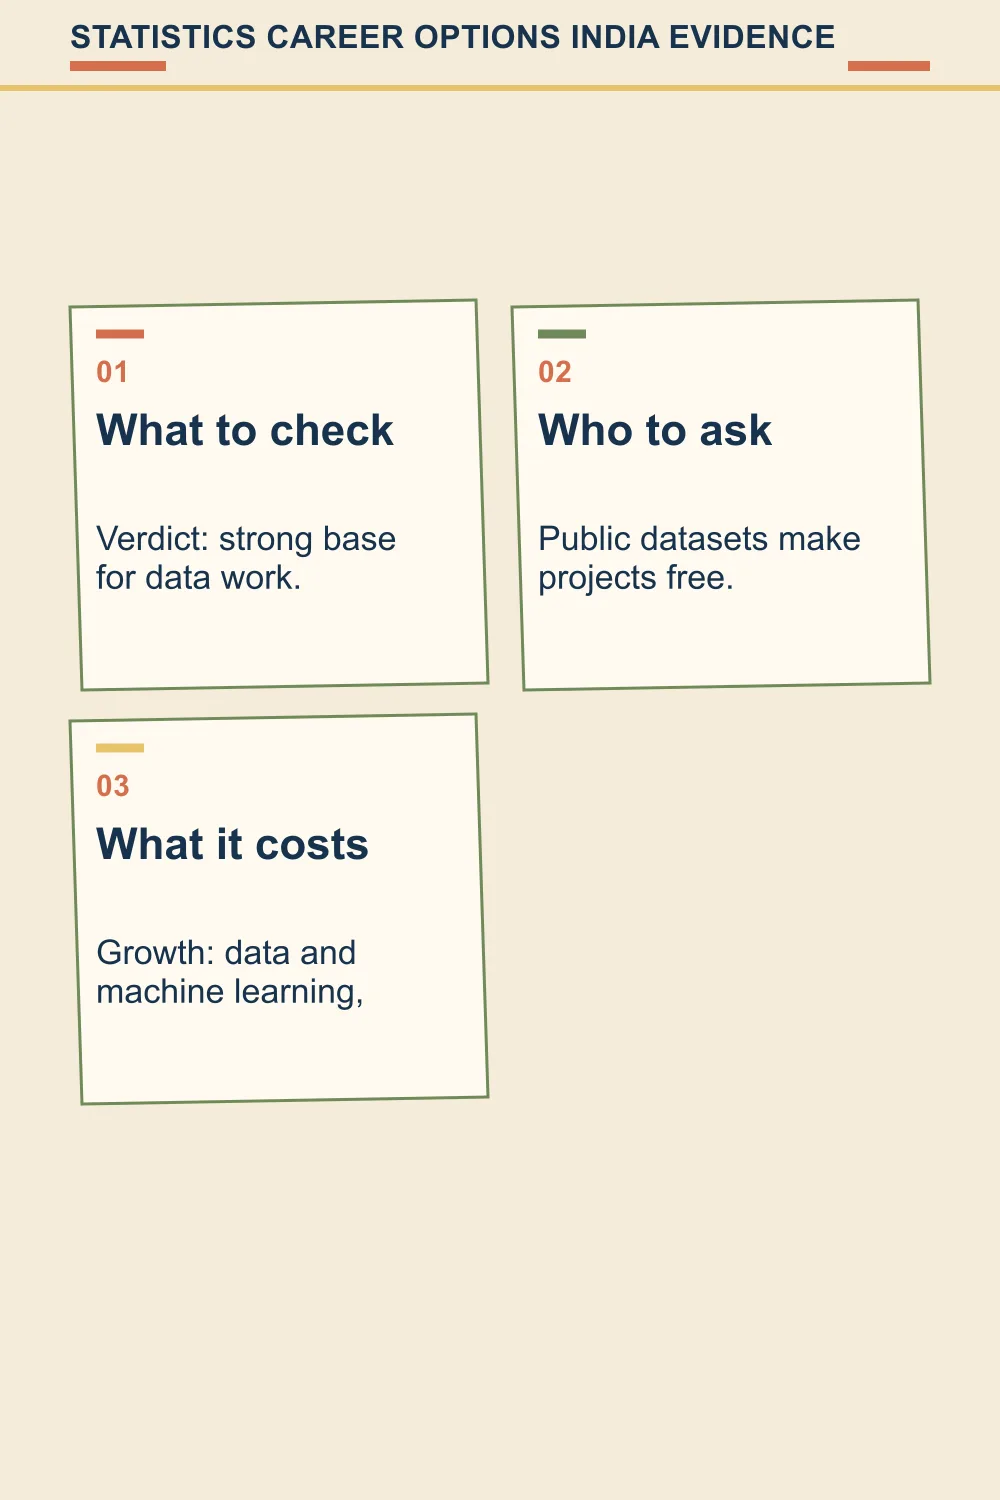 STATISTICS CAREER OPTIONS INDIA EVIDENCE
01
What to check
Verdict: strong base
for data work.
02
Who to ask
Public datasets make
projects free.
03
What it costs
Growth: data and
machine learning,